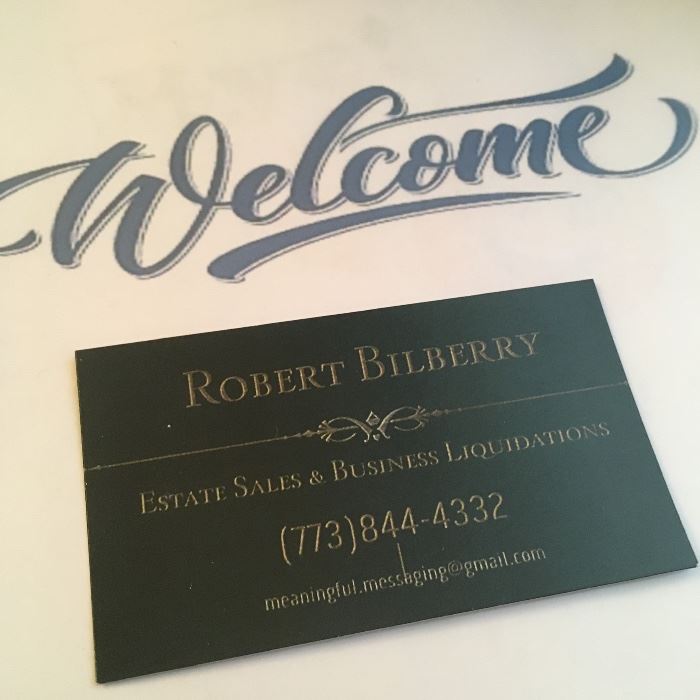 Welcome
ROBERT BILBERRY
ESTATE SALES & BUSINESS LIQUIDATIONS
(773)844-4332
meaningful.messaging@gmail.com